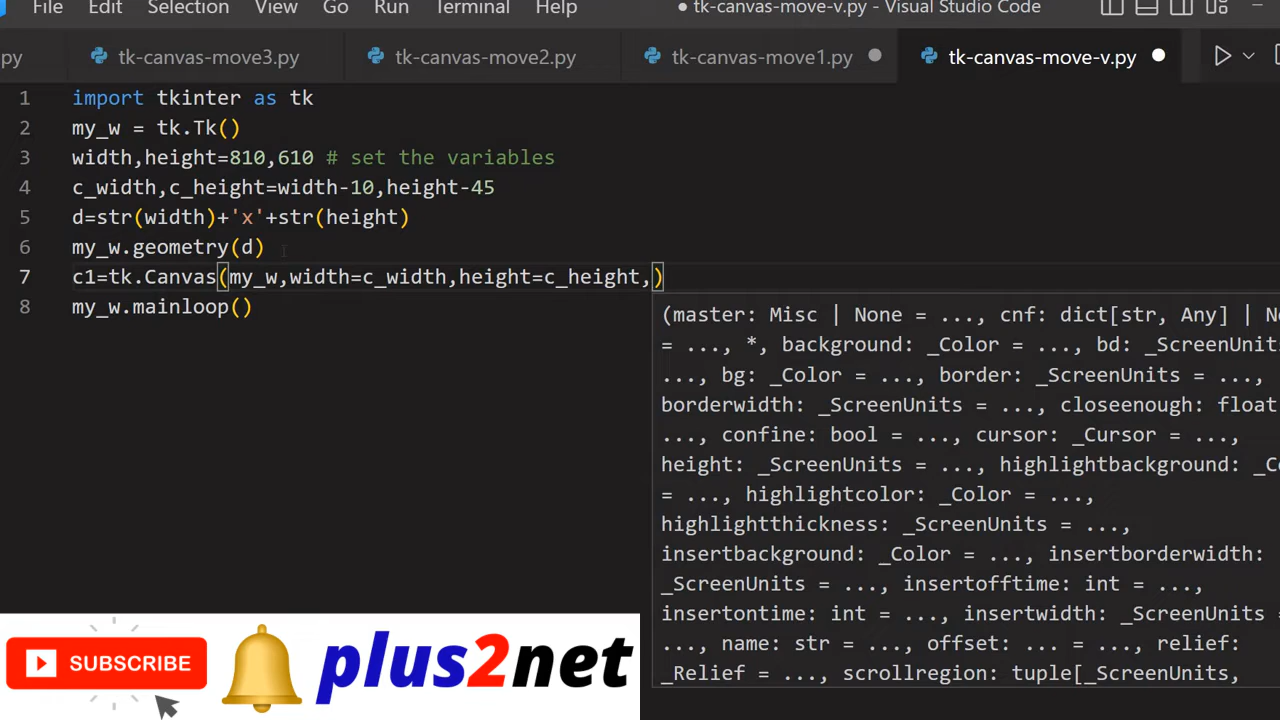 File Edit Selection View Go Run Terminal Help tk-canvas-move-v.py - Visual Studio Code
py tk-canvas-move3.py tk-canvas-move2.py tk-canvas-move1.py tk-canvas-move-v.py
1 import tkinter as tk
2 my_w = tk.Tk()
3 width,height=810,610 # set the variables
4 c_width,c_height=width-10,height-45
5 d=str(width)+'x'+str(height)
6 my_w.geometry(d)
7 c1=tk.Canvas(my_w,width=c_width,height=c_height,)
8 my_w.mainloop()
(master: Misc | None = ..., cnf: dict[str, Any] | No
= ..., *, background: _Color = ..., bd: _ScreenUnits
..., bg: _Color = ..., border: _ScreenUnits = ...,
borderwidth: _ScreenUnits = ..., closeenough: float
..., confine: bool = ..., cursor: _Cursor = ...,
height: _ScreenUnits = ..., highlightbackground: _Co
= ..., highlightcolor: _Color = ...,
highlightthickness: _ScreenUnits = ...,
insertbackground: _Color = ..., insertborderwidth:
_ScreenUnits = ..., insertofftime: int = ...,
insertontime: int = ..., insertwidth: _ScreenUnits =
..., name: str = ..., offset: ... = ..., relief:
_Relief = ..., scrollregion: tuple[_ScreenUnits,
SUBSCRIBE plus2net